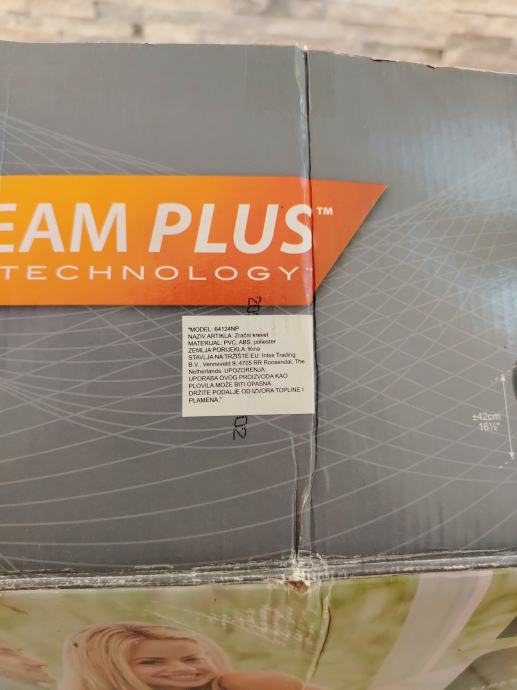 EAM PLUS™
TECHNOLOGY™
"MODEL: 64124NP
NAZIV ARTIKLA: Zračni krevet
MATERIJAL: PVC, ABS, poliester
ZEMLJA PORIJEKLA: Kina
STAVLJA NA TRŽIŠTE EU: Intex Trading
B.V., Venneveld 9, 4705 RR Roosendal, The
Netherlands. UPOZORENJA:
UPORABA OVOG PROIZVODA KAO
PLOVILA MOŽE BITI OPASNA.
DRŽITE PODALJE OD IZVORA TOPLINE I
PLAMENA."
±42cm
16½"